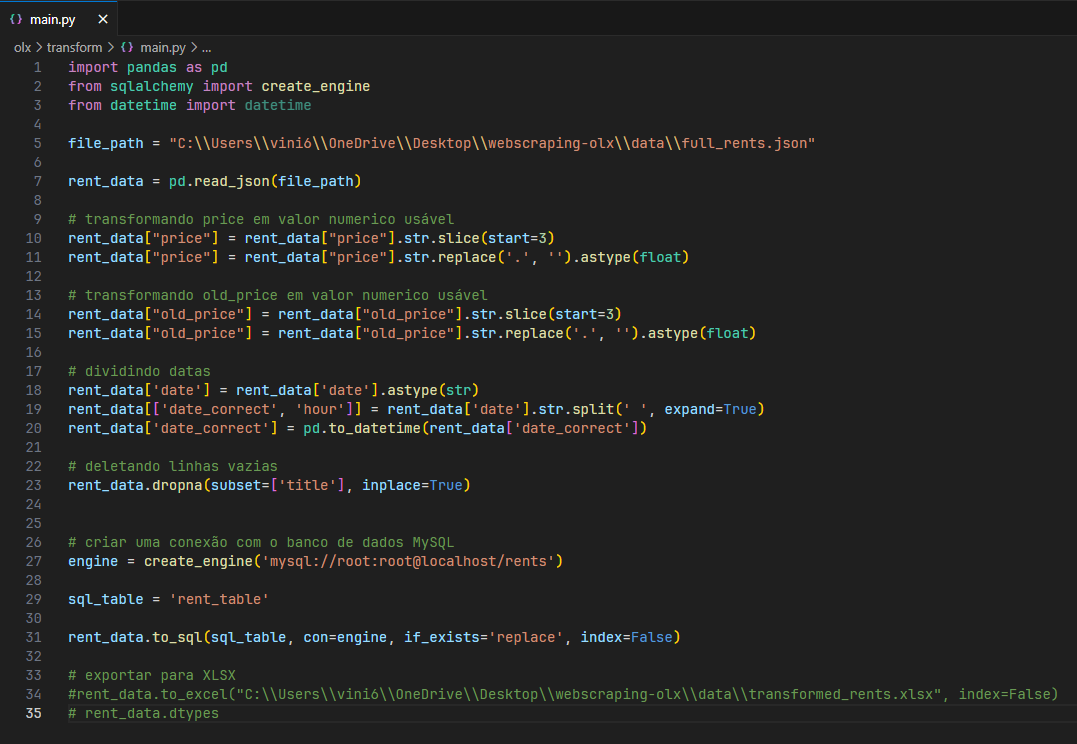 {} main.py ×
olx > transform > {} main.py > ...
1 import pandas as pd
2 from sqlalchemy import create_engine
3 from datetime import datetime
4
5 file_path = "C:\\Users\\vinió\\OneDrive\\Desktop\\webscraping-olx\\data\\full_rents.json"
6
7 rent_data = pd.read_json(file_path)
8
9 # transformando price em valor numerico usável
10 rent_data["price"] = rent_data["price"].str.slice(start=3)
11 rent_data["price"] = rent_data["price"].str.replace('.', '').astype(float)
12
13 # transformando old_price em valor numerico usável
14 rent_data["old_price"] = rent_data["old_price"].str.slice(start=3)
15 rent_data["old_price"] = rent_data["old_price"].str.replace('.', '').astype(float)
16
17 # dividindo datas
18 rent_data['date'] = rent_data['date'].astype(str)
19 rent_data[['date_correct', 'hour']] = rent_data['date'].str.split(' ', expand=True)
20 rent_data['date_correct'] = pd.to_datetime(rent_data['date_correct'])
21
22 # deletando linhas vazias
23 rent_data.dropna(subset=['title'], inplace=True)
24
25
26 # criar uma conexão com o banco de dados MySQL
27 engine = create_engine('mysql://root:root@localhost/rents')
28
29 sql_table = 'rent_table'
30
31 rent_data.to_sql(sql_table, con=engine, if_exists='replace', index=False)
32
33 # exportar para XLSX
34 #rent_data.to_excel("C:\\Users\\vinió\\OneDrive\\Desktop\\webscraping-olx\\data\\transformed_rents.xlsx", index=False)
35 # rent_data.dtypes